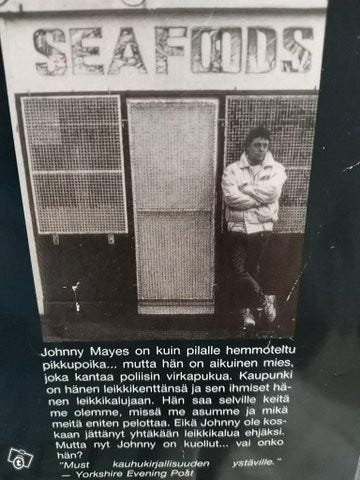 SEAFOODS
Johnny Mayes on kuin pilalle hemmoteltu
pikkupoika... mutta hän on aikuinen mies,
joka kantaa poliisin virkapukua. Kaupunki
on hänen leikkikenttänsä ja sen ihmiset hä-
nen leikkikalujaan. Hän saa selville keitä
me olemme, missä me asumme ja mikä
meitä eniten pelottaa. Eikä Johnny ole kos-
kaan jättänyt yhtäkään leikkikalua ehjäksi.
Mutta nyt Johnny on kuollut... vai onko
hän?
"Must kauhukirjallisuuden ystäville."
— Yorkshire Evening Post